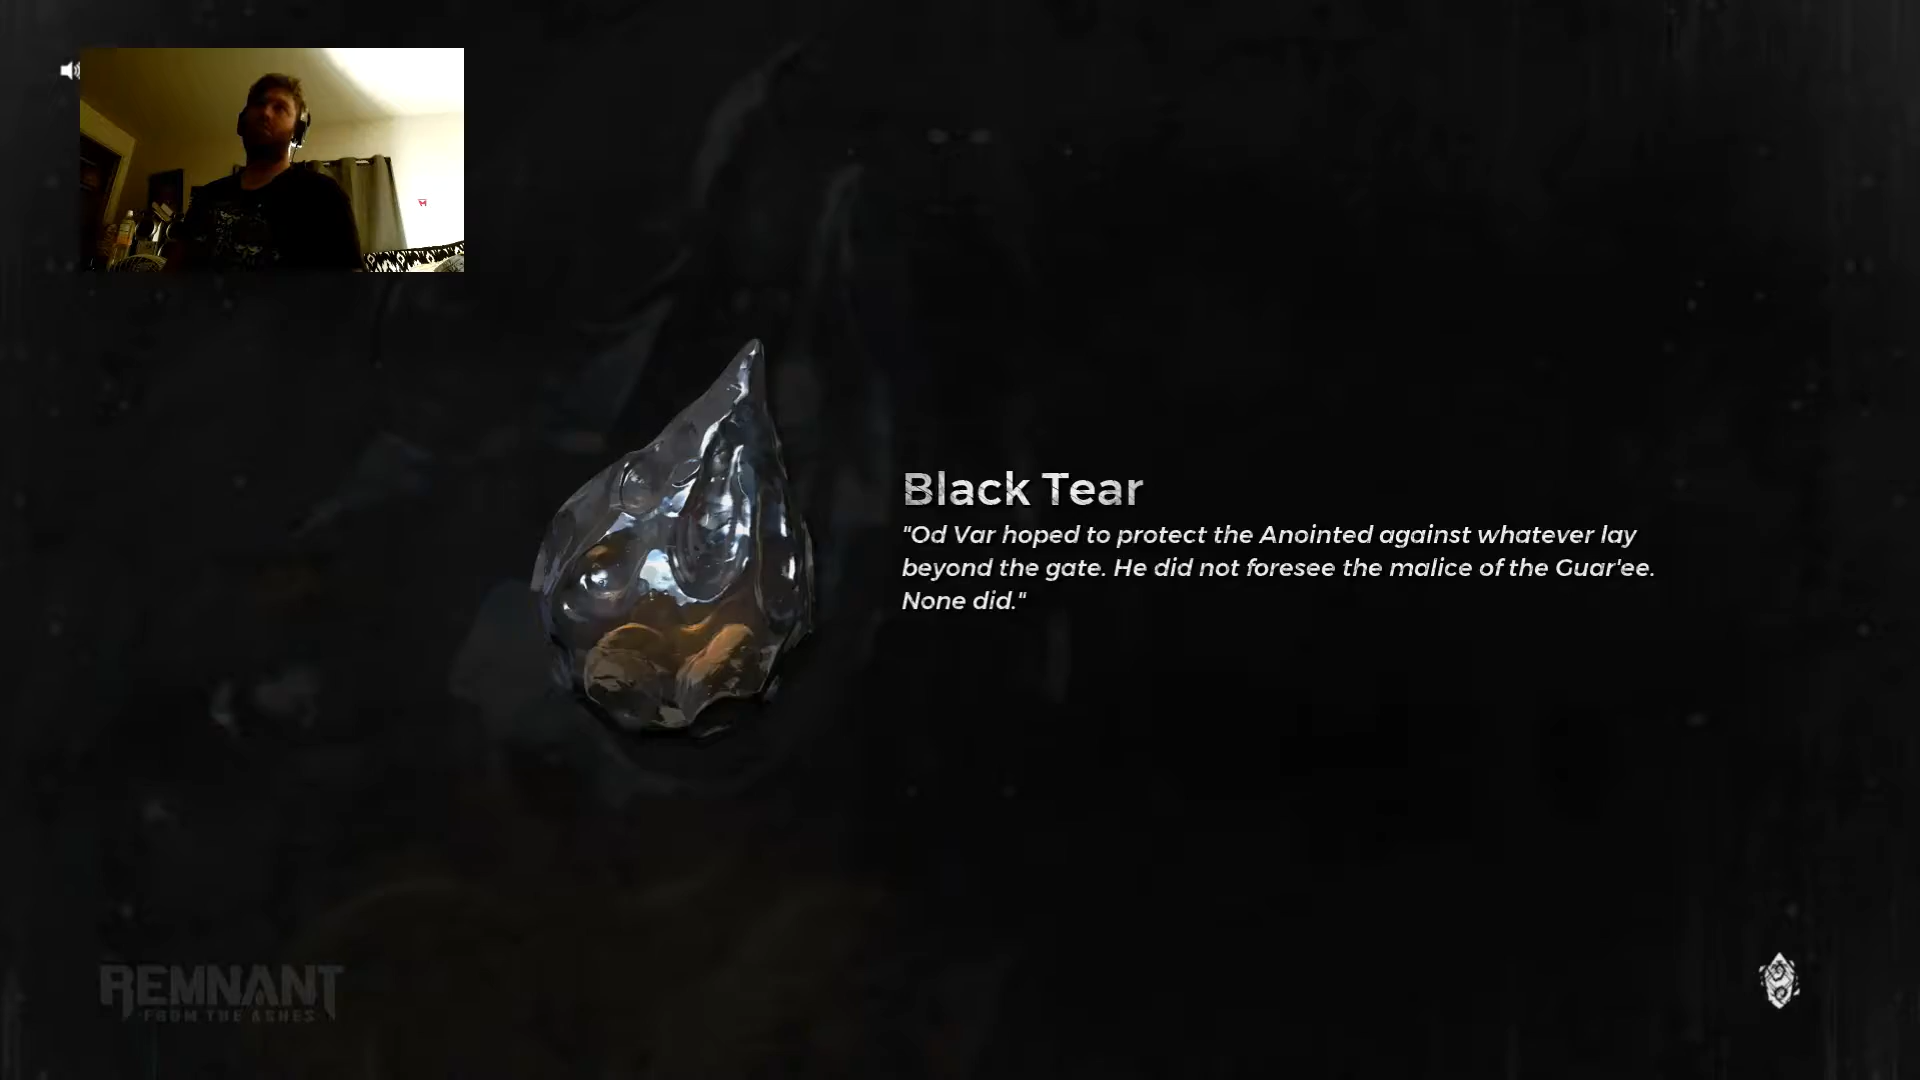 Black Tear
"Od Var hoped to protect the Anointed against whatever lay
beyond the gate. He did not foresee the malice of the Guar'ee.
None did."
REMNANT
FROM THE ASHES